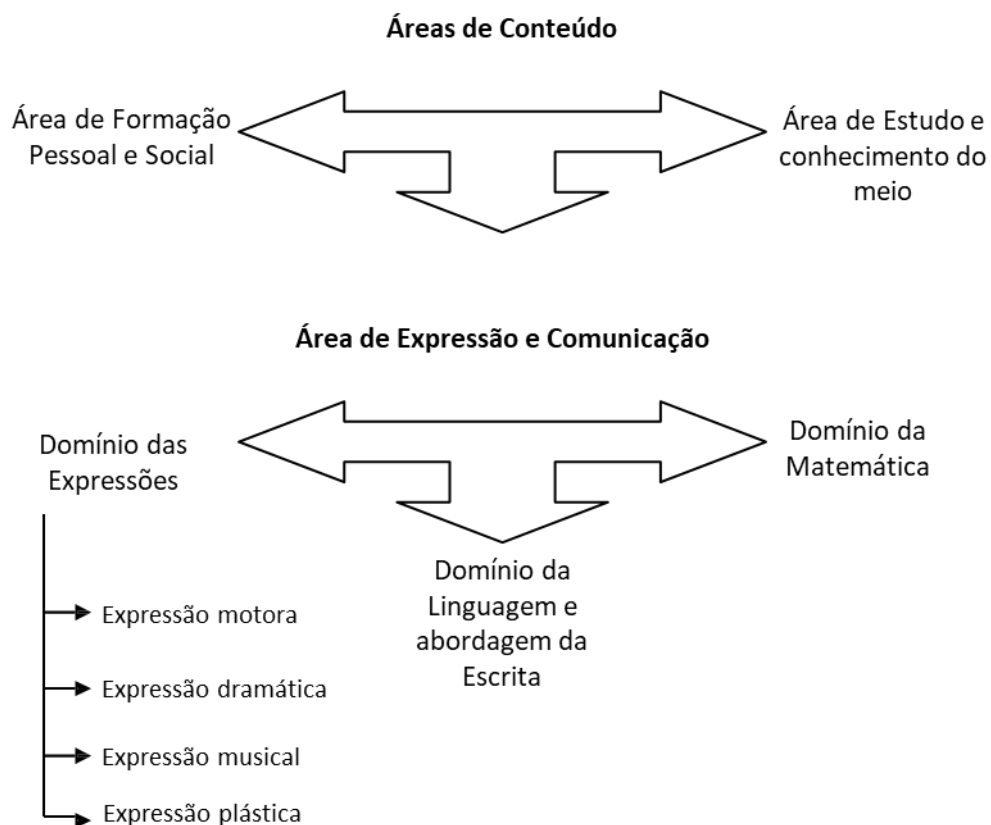 Áreas de Conteúdo
Área de Formação
Pessoal e Social
Área de Estudo e
conhecimento do
meio
Área de Expressão e Comunicação
Domínio das
Expressões
Domínio da
Matemática
Domínio da
Linguagem e
abordagem da
Escrita
Expressão motora
Expressão dramática
Expressão musical
Expressão plástica